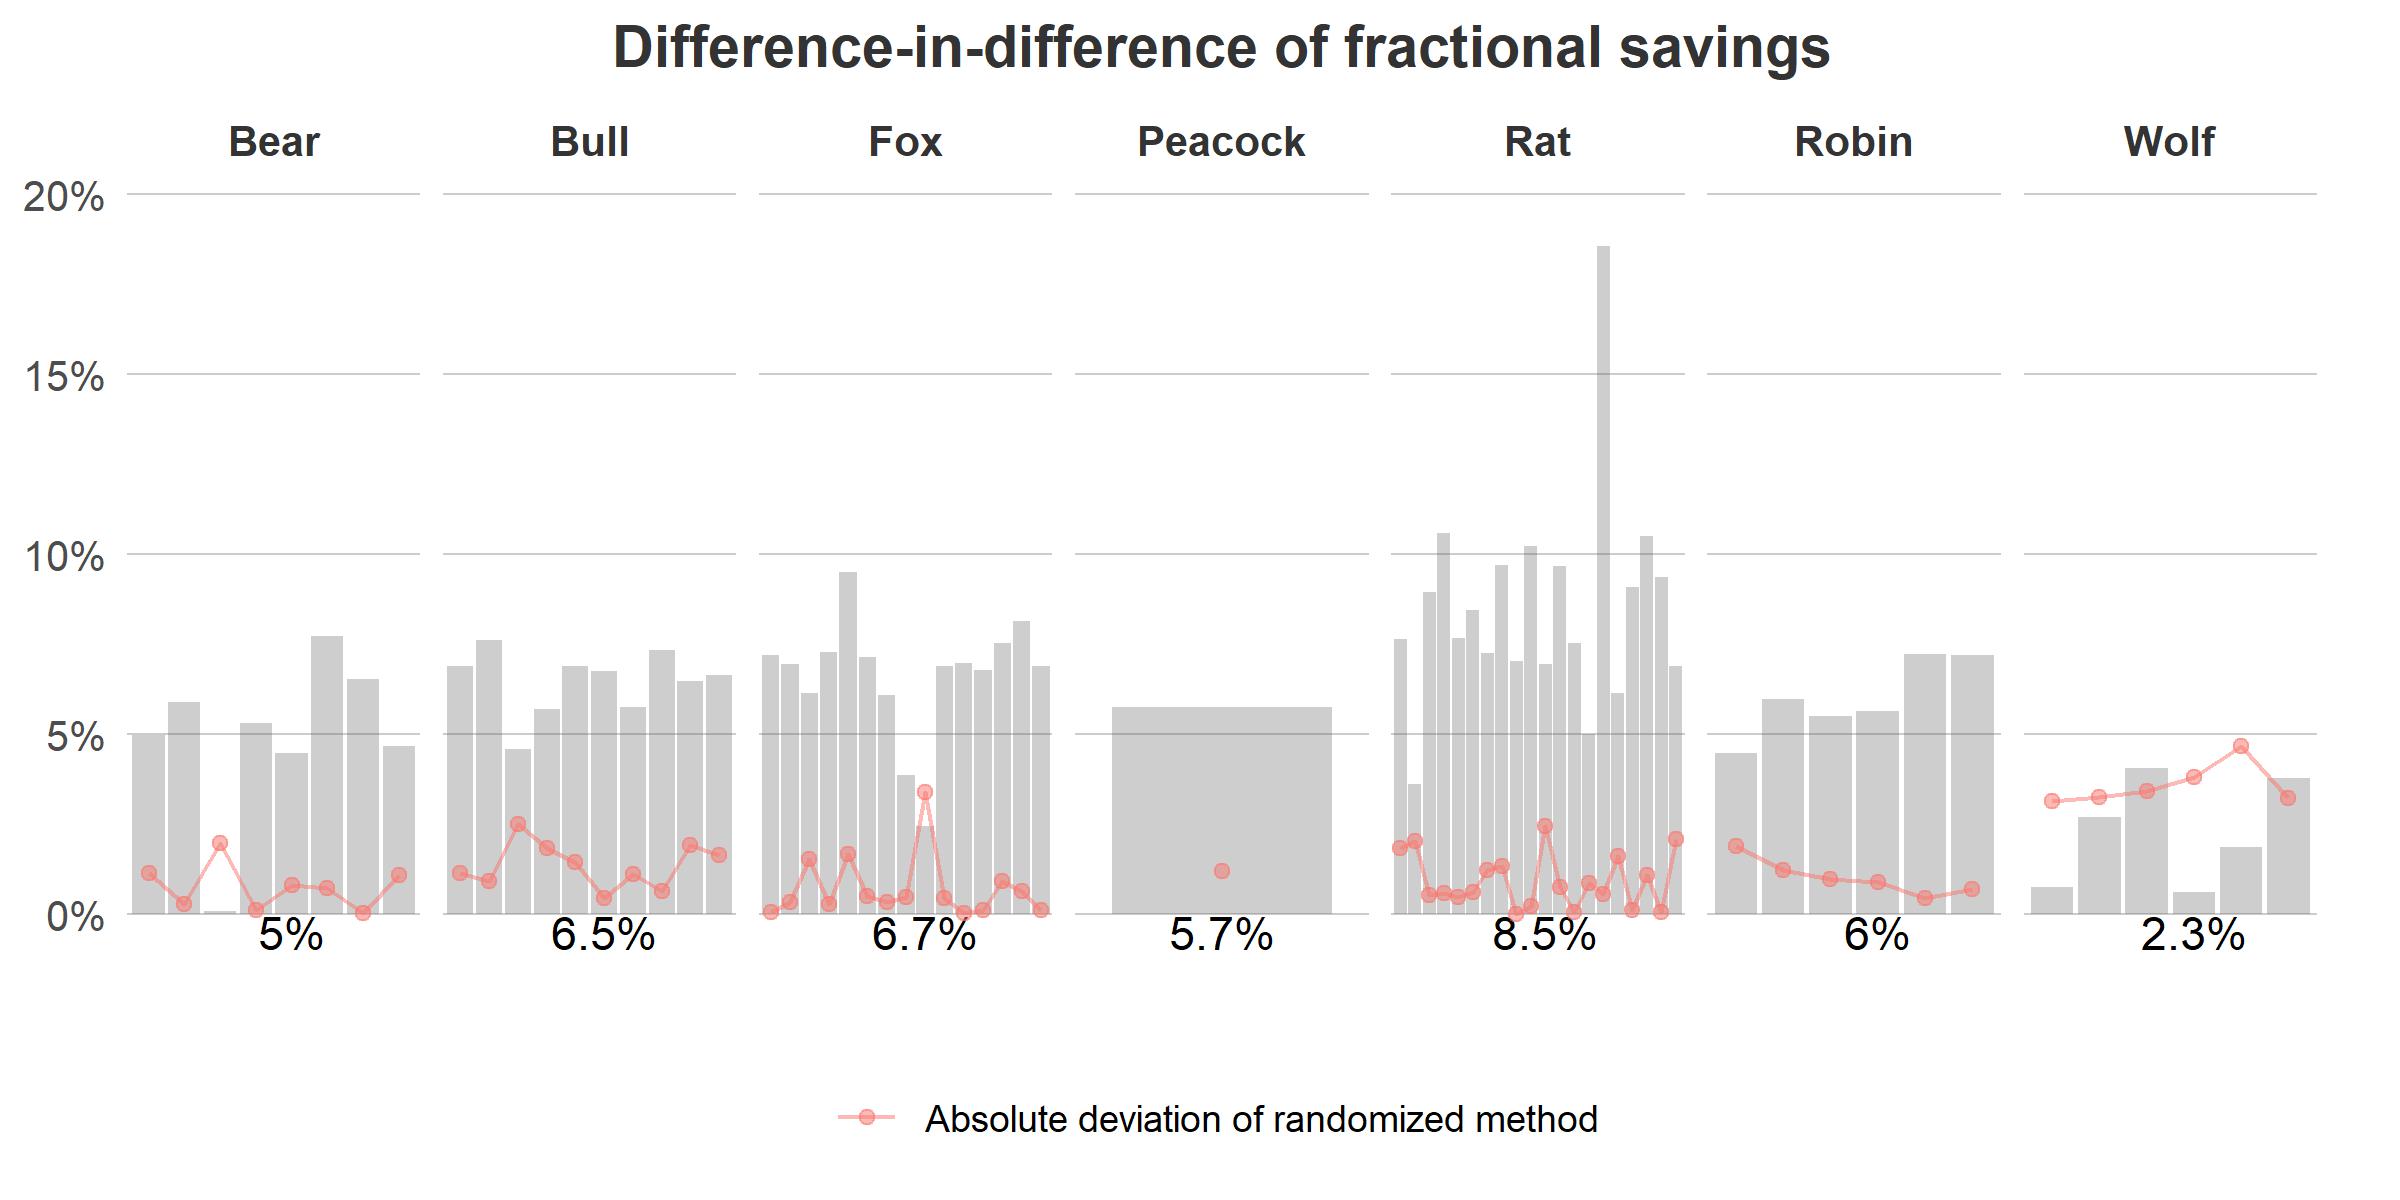 Difference-in-difference of fractional savings
Bear Bull Fox Peacock Rat Robin Wolf
20%
15%
10%
5%
0%
5% 6.5% 6.7% 5.7% 8.5% 6% 2.3%
Absolute deviation of randomized method